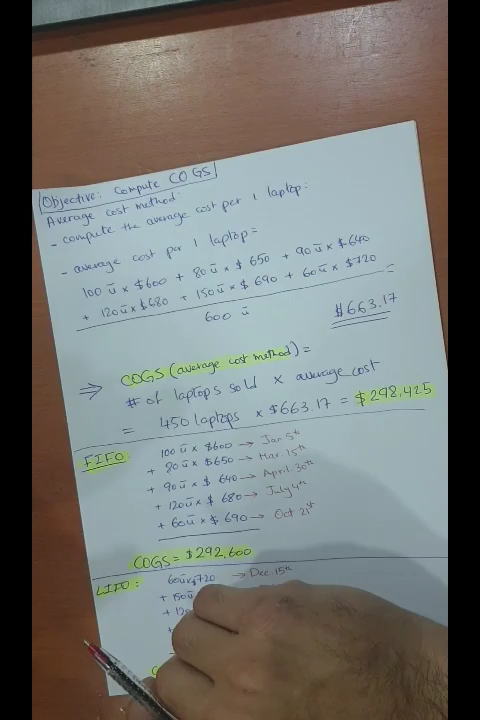 Objective: Compute COGS
Average cost method:
- compute the average cost per 1 laptop:
- average cost per 1 laptop =
100 ū × $600 + 80 ū × $650 + 90 ū × $640
+ 120 ū × $680 + 150 ū × $690 + 60 ū × $720 =
600 ū
$663.17
⇒ COGS (average cost method) =
# of laptops sold × average cost
= 450 laptops × $663.17 = $298,425
FIFO
100 ū × $600 → Jan 5th
+ 80 ū × $650 → Mar. 15th
+ 90 ū × $640 → April. 30th
+ 120 ū × $680 → July 4th
+ 60 ū × $690 → Oct 21st
COGS = $292,600
LIFO:
60 ū × $720 → Dec. 15th
+ 150 ū
+ 120
+